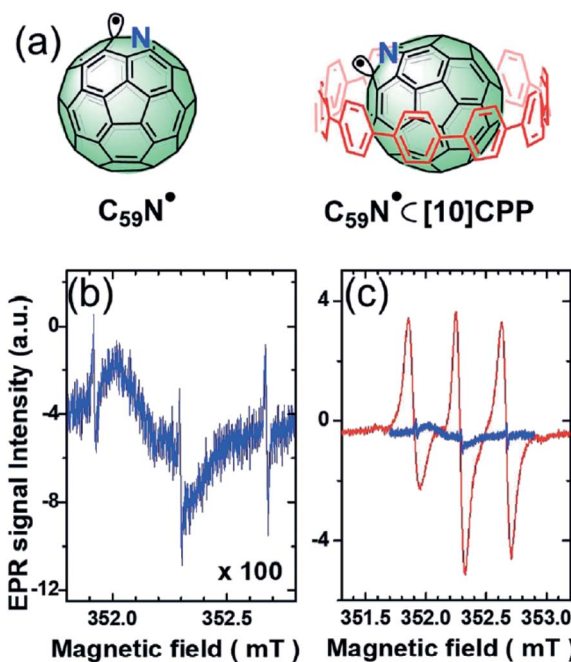 (a)
N
N
C₅₉N• C₅₉N•⊂[10]CPP
(b)
(c)
EPR signal Intensity (a.u.)
0
-4
-8
-12
4
0
-4
x 100
352.0 352.5
351.5 352.0 352.5 353.0
Magnetic field ( mT )
Magnetic field ( mT )